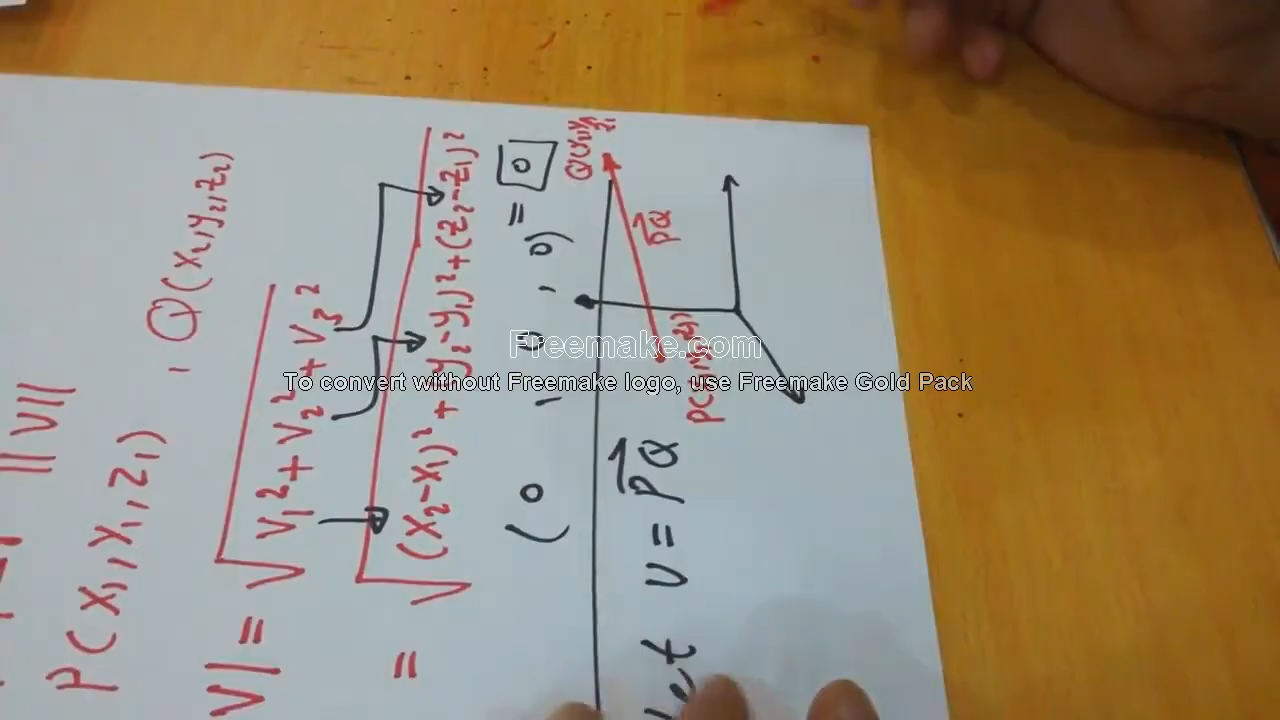 ||V||
P(x₁,y₁,z₁) , Q(x₂,y₂,z₂)
V| = √V₁²+V₂²+V₃²
= √(x₂-x₁)²+(y₂-y₁)²+(z₂-z₁)²
(0, 0, 0) = 0
Let V = PQ
PQ
Freemake.com
To convert without Freemake logo, use Freemake Gold Pack